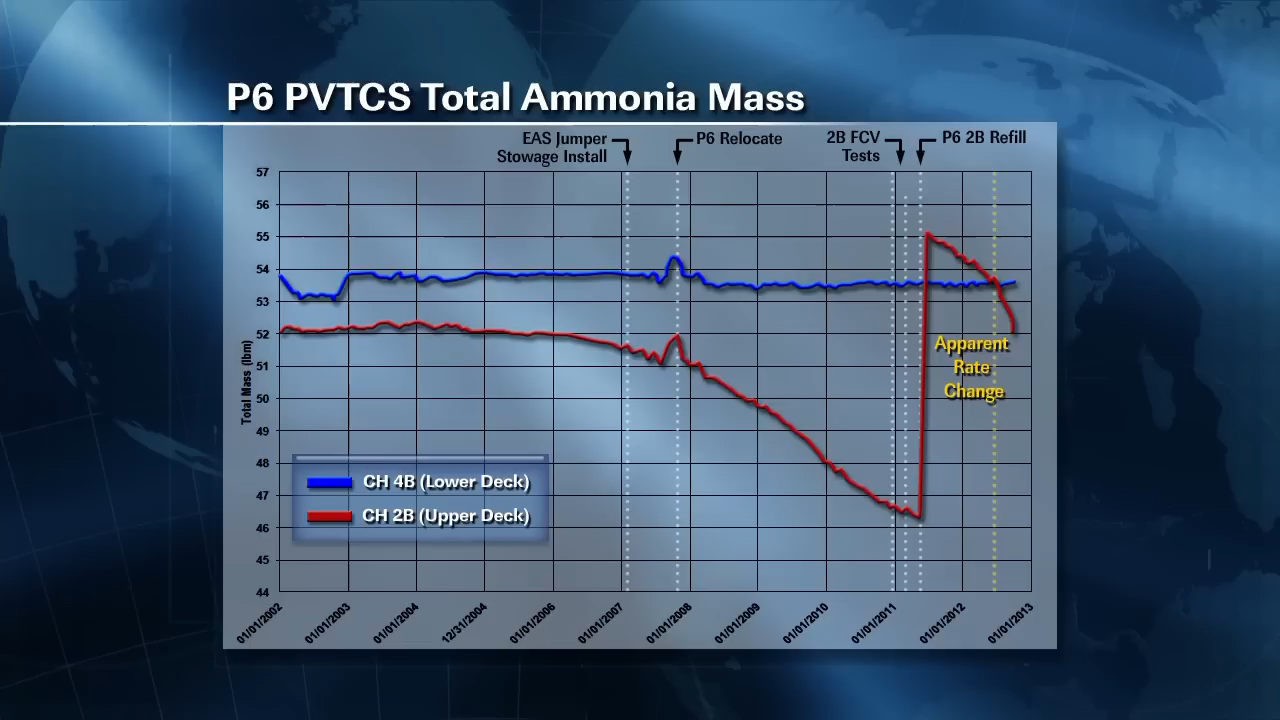 P6 PVTCS Total Ammonia Mass
EAS Jumper
Stowage Install
P6 Relocate
2B FCV
Tests
P6 2B Refill
57
56
55
54
53
52
51
50
49
48
47
46
45
44
Total Mass (lbm)
Apparent
Rate
Change
CH 4B (Lower Deck)
CH 2B (Upper Deck)
01/01/2002
01/01/2003
01/01/2004
12/31/2004
01/01/2006
01/01/2007
01/01/2008
01/01/2009
01/01/2010
01/01/2011
01/01/2012
01/01/2013